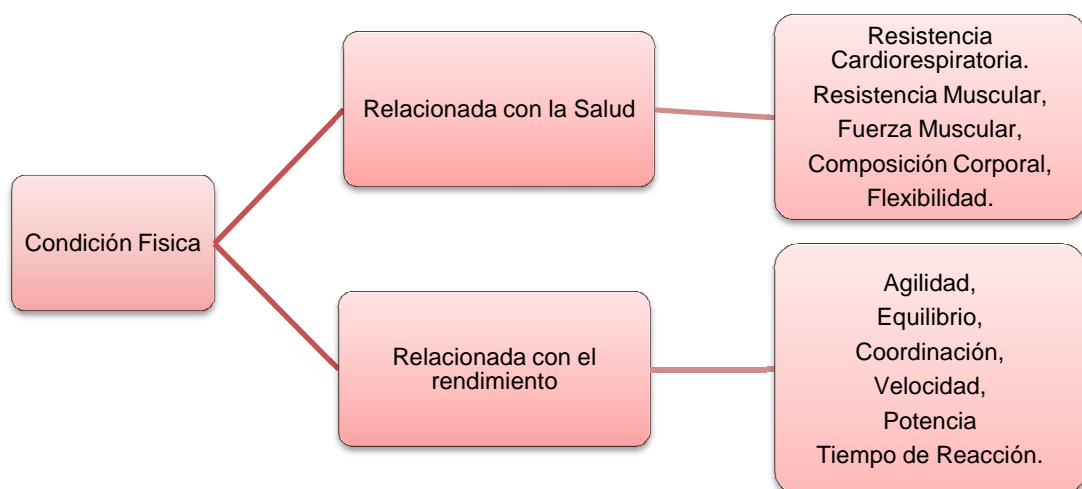 Condición Fisica
Relacionada con la Salud
Resistencia
Cardiorespiratoria.
Resistencia Muscular,
Fuerza Muscular,
Composición Corporal,
Flexibilidad.
Relacionada con el
rendimiento
Agilidad,
Equilibrio,
Coordinación,
Velocidad,
Potencia
Tiempo de Reacción.